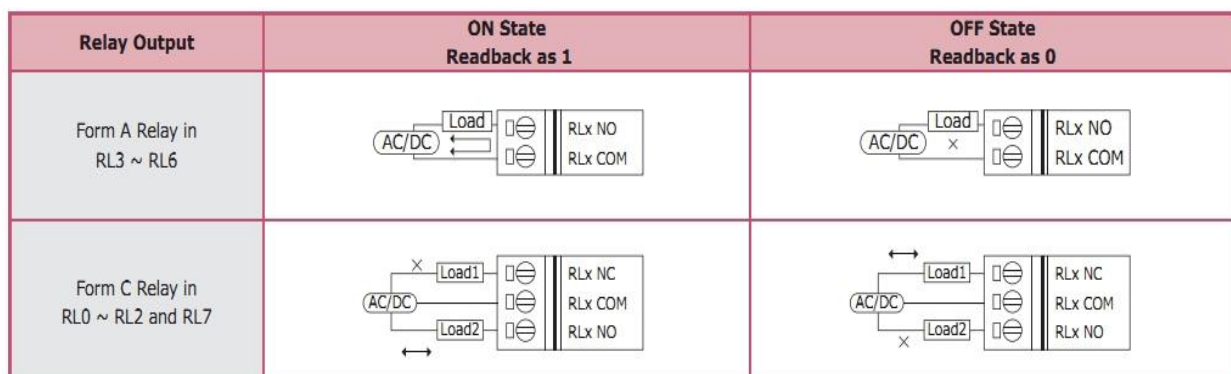 Relay Output
ON State
Readback as 1
OFF State
Readback as 0
Form A Relay in
RL3 ~ RL6
Load
AC/DC
RLx NO
RLx COM
Load
AC/DC
×
RLx NO
RLx COM
Form C Relay in
RL0 ~ RL2 and RL7
×
Load1
RLx NC
AC/DC
RLx COM
Load2
RLx NO
Load1
RLx NC
AC/DC
RLx COM
×
Load2
RLx NO